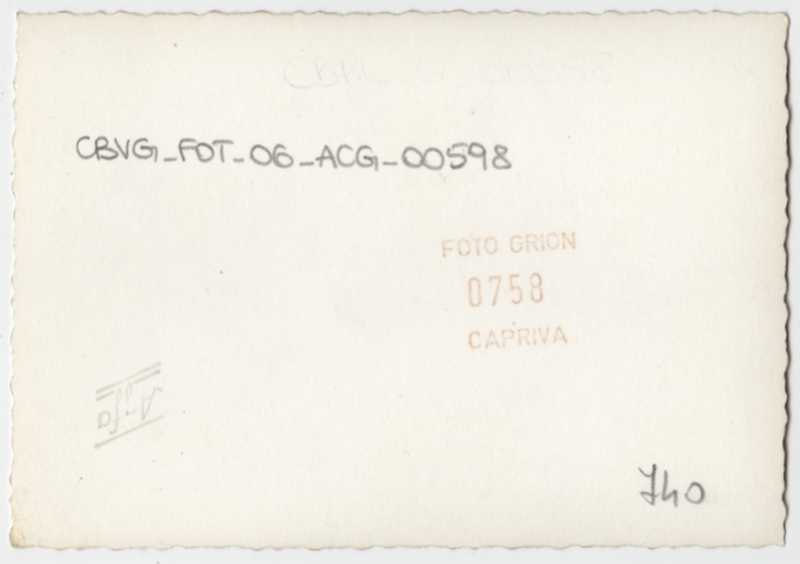 CBVG_FOT_06_ACG_00598
FOTO GRION
0758
CAPRIVA
740